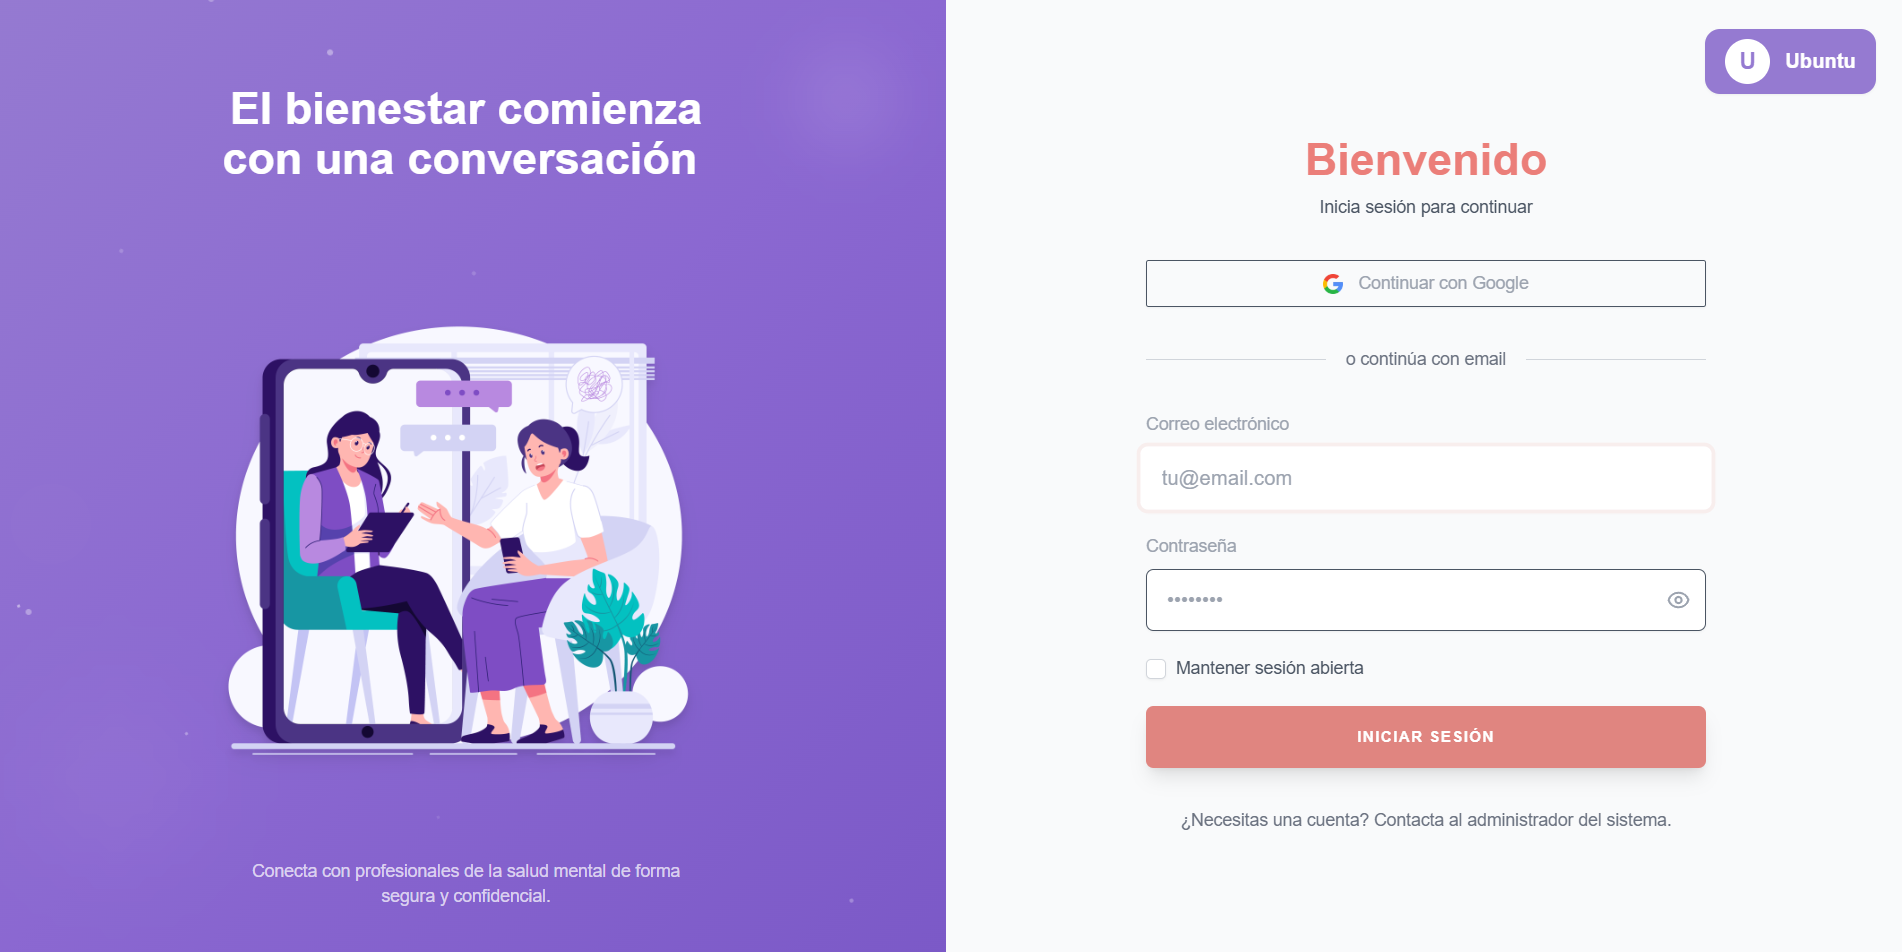 El bienestar comienza
con una conversación
Conecta con profesionales de la salud mental de forma
segura y confidencial.
U Ubuntu
Bienvenido
Inicia sesión para continuar
Continuar con Google
o continúa con email
Correo electrónico
tu@email.com
Contraseña
••••••••
Mantener sesión abierta
INICIAR SESIÓN
¿Necesitas una cuenta? Contacta al administrador del sistema.